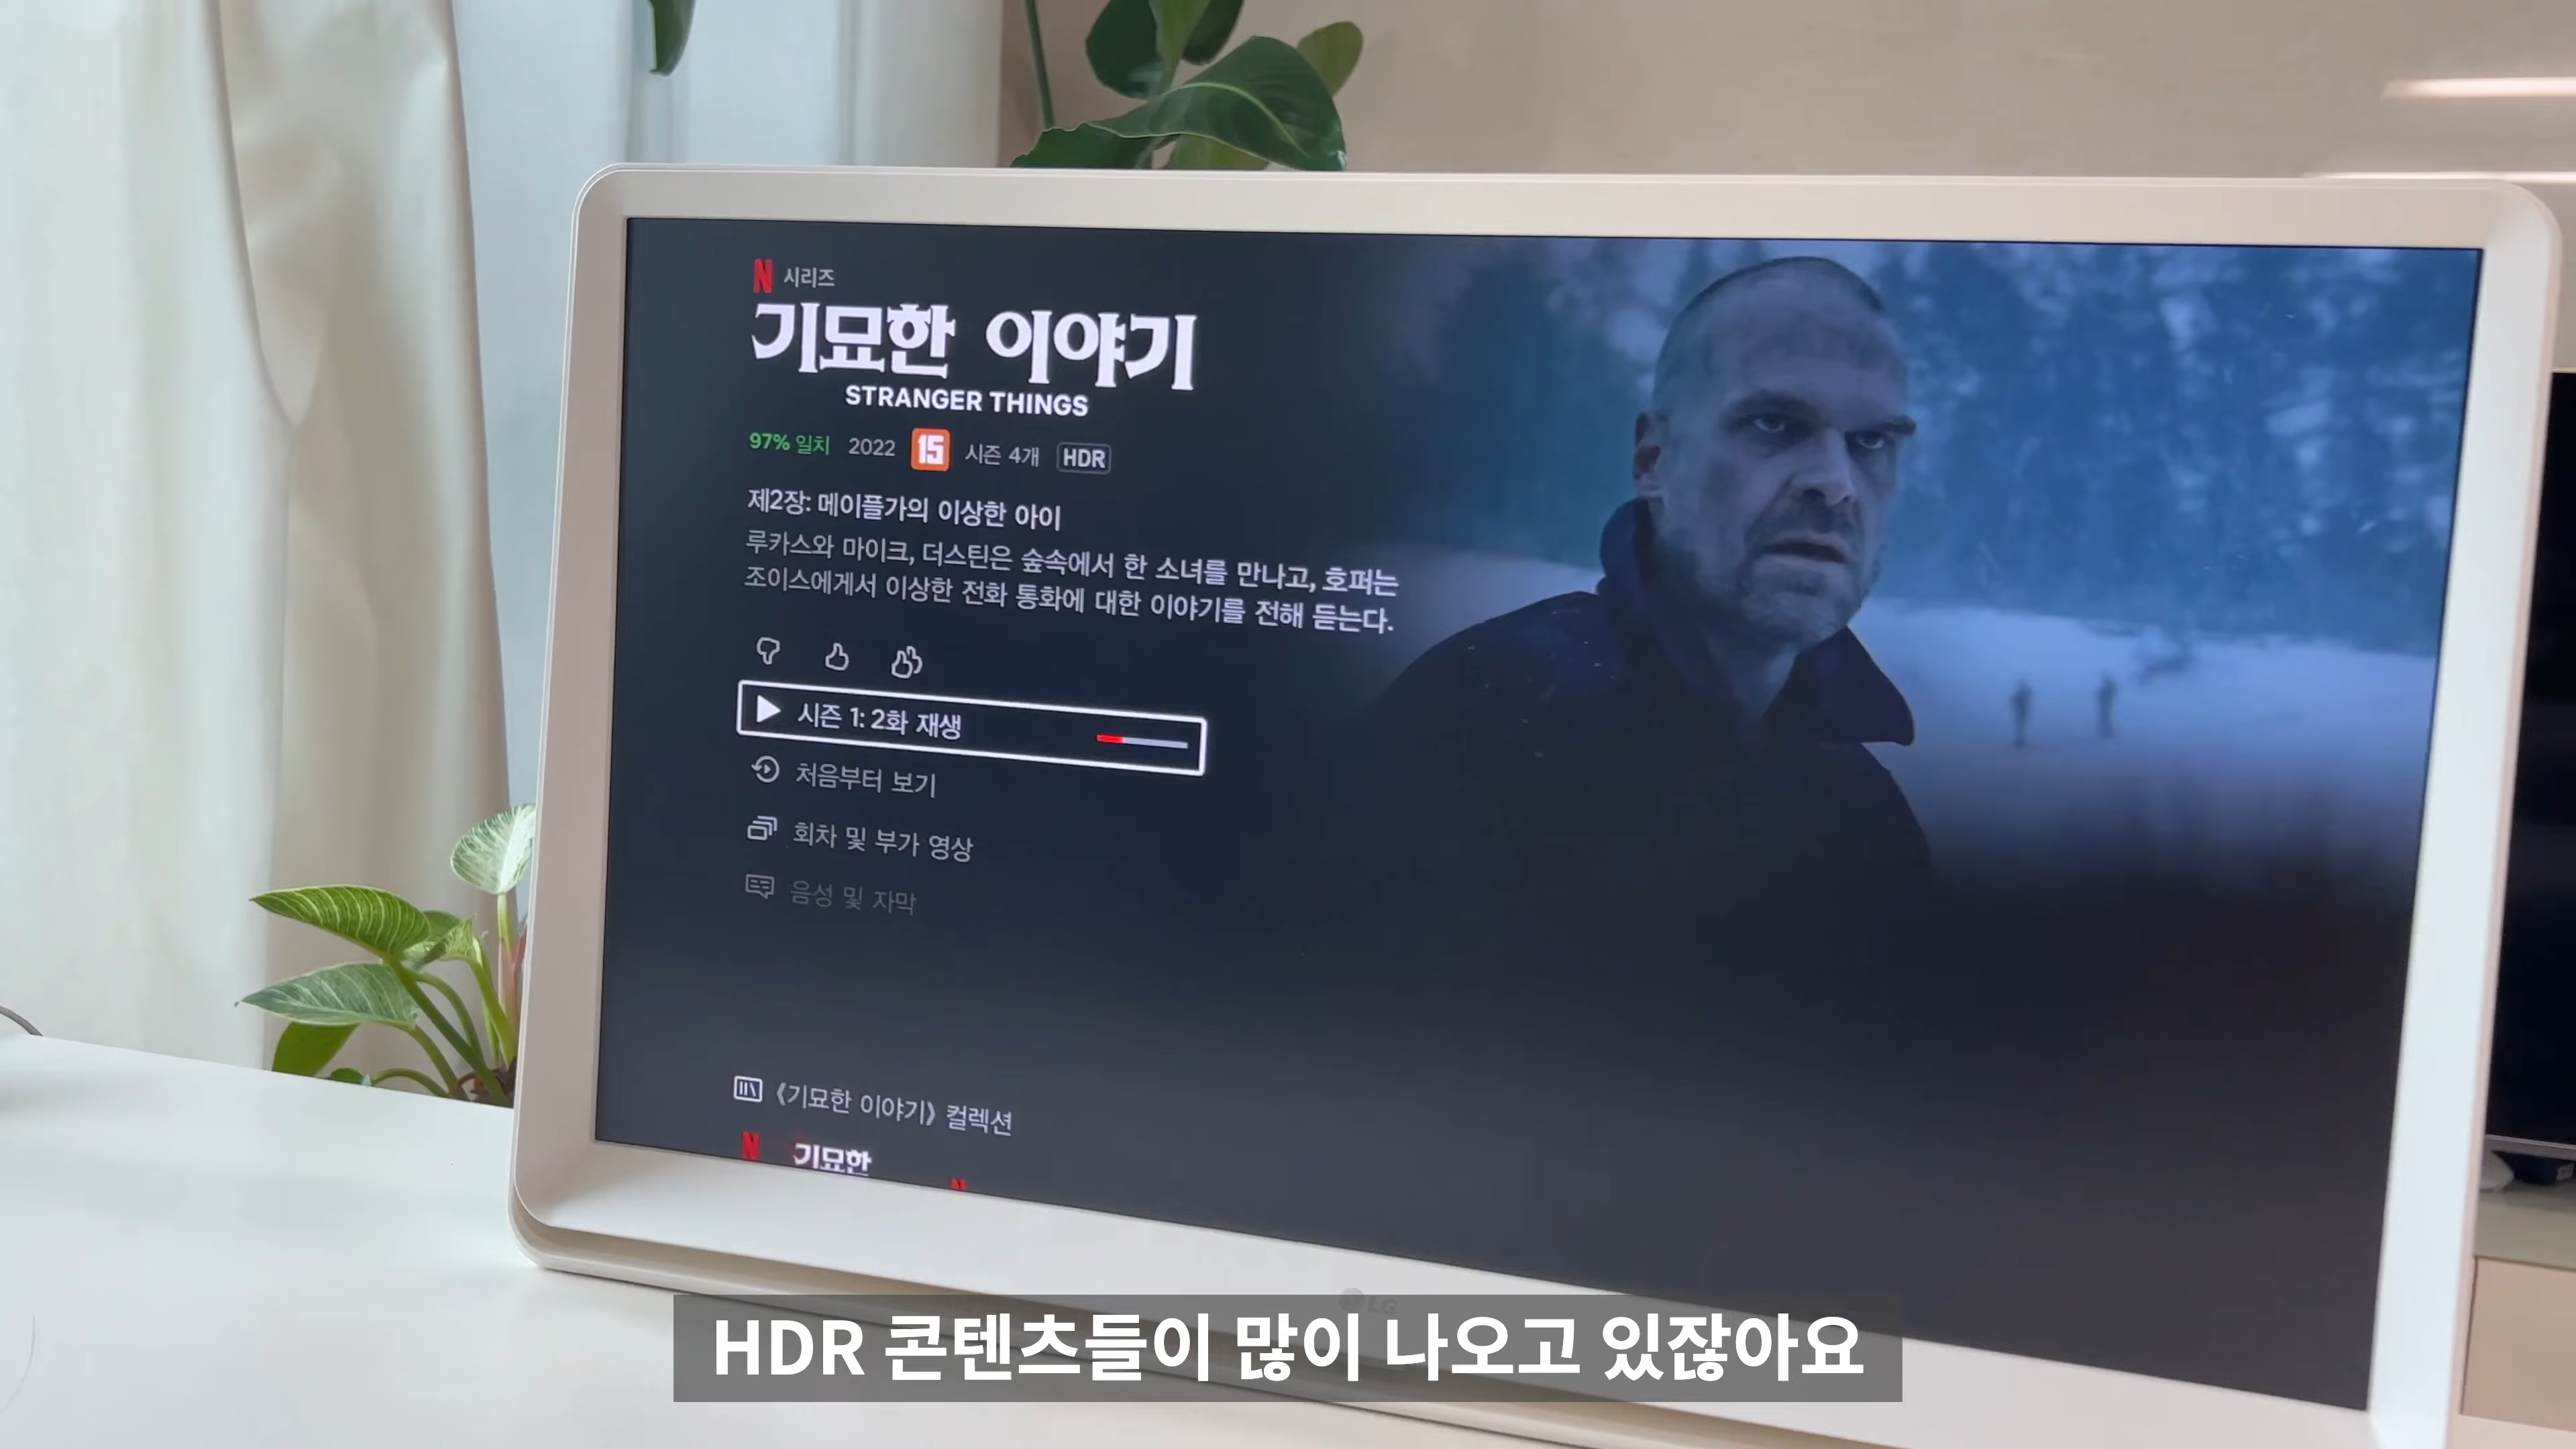 N 시리즈
기묘한 이야기
STRANGER THINGS
97% 일치 2022 15 시즌 4개 HDR
제2장: 메이플가의 이상한 아이
루카스와 마이크, 더스틴은 숲속에서 한 소녀를 만나고, 호퍼는
조이스에게서 이상한 전화 통화에 대한 이야기를 전해 듣는다.
시즌 1: 2화 재생
처음부터 보기
회차 및 부가 영상
음성 및 자막
《기묘한 이야기》 컬렉션
N 기묘한
N
LG
HDR 콘텐츠들이 많이 나오고 있잖아요